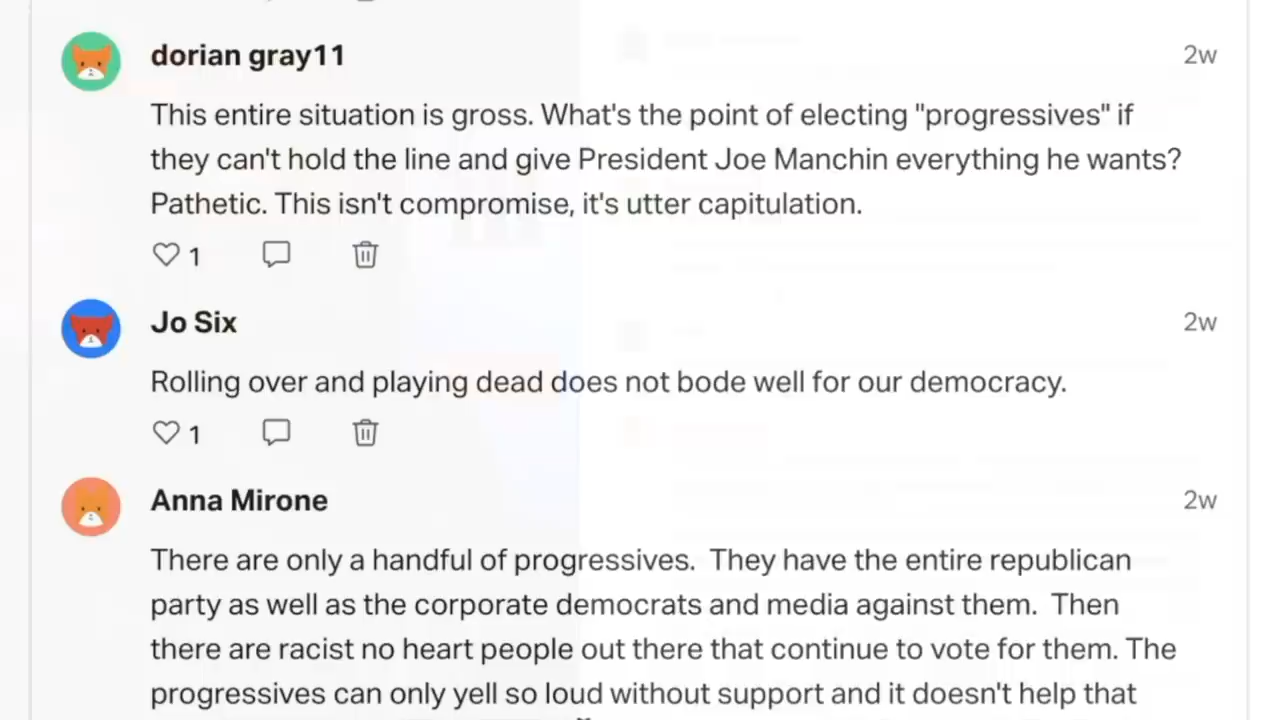 dorian gray11
2w
This entire situation is gross. What's the point of electing "progressives" if
they can't hold the line and give President Joe Manchin everything he wants?
Pathetic. This isn't compromise, it's utter capitulation.
1
Jo Six
2w
Rolling over and playing dead does not bode well for our democracy.
1
Anna Mirone
2w
There are only a handful of progressives.  They have the entire republican
party as well as the corporate democrats and media against them.  Then
there are racist no heart people out there that continue to vote for them. The
progressives can only yell so loud without support and it doesn't help that